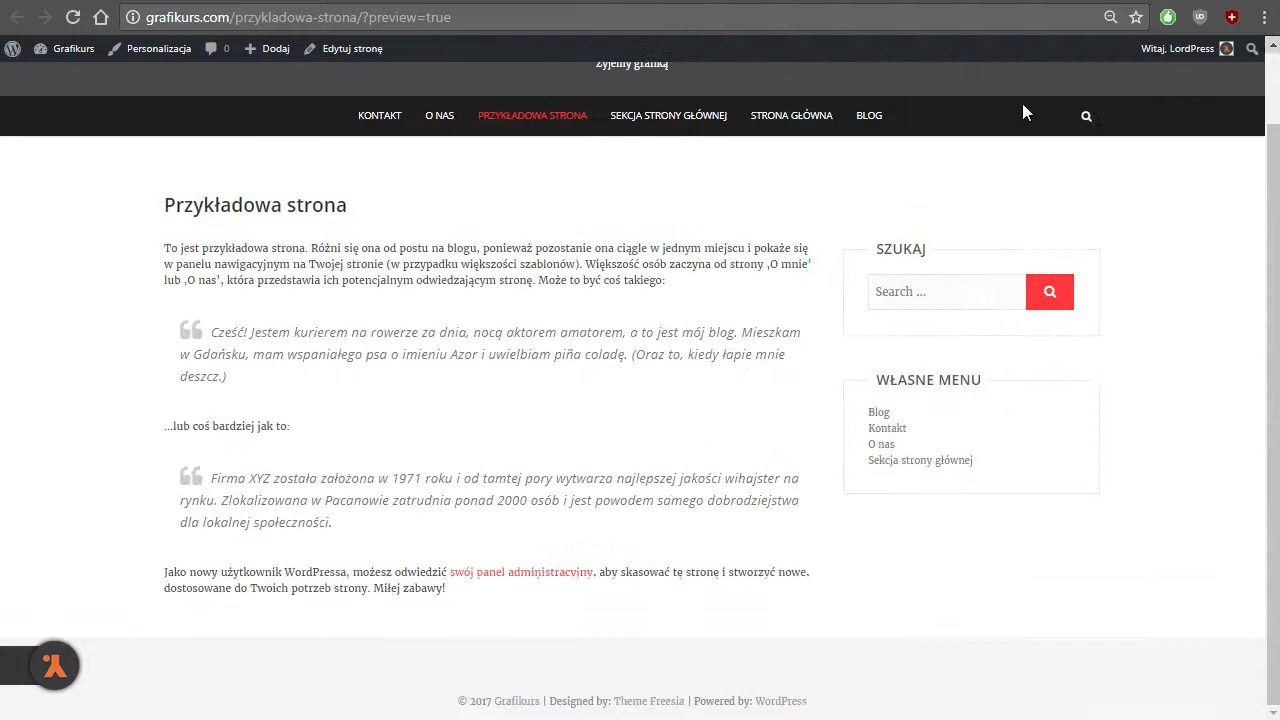 grafikurs.com/przykladowa-strona/?preview=true
Grafikurs Personalizacja 0 Dodaj Edytuj stronę Witaj, LordPress
Żyjemy grafiką
KONTAKT O NAS PRZYKŁADOWA STRONA SEKCJA STRONY GŁÓWNEJ STRONA GŁÓWNA BLOG
Przykładowa strona
To jest przykładowa strona. Różni się ona od postu na blogu, ponieważ pozostanie ona ciągle w jednym miejscu i pokaże się
w panelu nawigacyjnym na Twojej stronie (w przypadku większości szablonów). Większość osób zaczyna od strony ‚O mnie’
lub ‚O nas’, która przedstawia ich potencjalnym odwiedzającym stronę. Może to być coś takiego:
Cześć! Jestem kurierem na rowerze za dnia, nocą aktorem amatorem, a to jest mój blog. Mieszkam
w Gdańsku, mam wspaniałego psa o imieniu Azor i uwielbiam piña coladę. (Oraz to, kiedy łapie mnie
deszcz.)
…lub coś bardziej jak to:
Firma XYZ została założona w 1971 roku i od tamtej pory wytwarza najlepszej jakości wihajster na
rynku. Zlokalizowana w Pacanowie zatrudnia ponad 2000 osób i jest powodem samego dobrodziejstwa
dla lokalnej społeczności.
Jako nowy użytkownik WordPressa, możesz odwiedzić swój panel administracyjny, aby skasować tę stronę i stworzyć nowe,
dostosowane do Twoich potrzeb strony. Miłej zabawy!
SZUKAJ
Search …
WŁASNE MENU
Blog
Kontakt
O nas
Sekcja strony głównej
© 2017 Grafikurs | Designed by: Theme Freesia | Powered by: WordPress